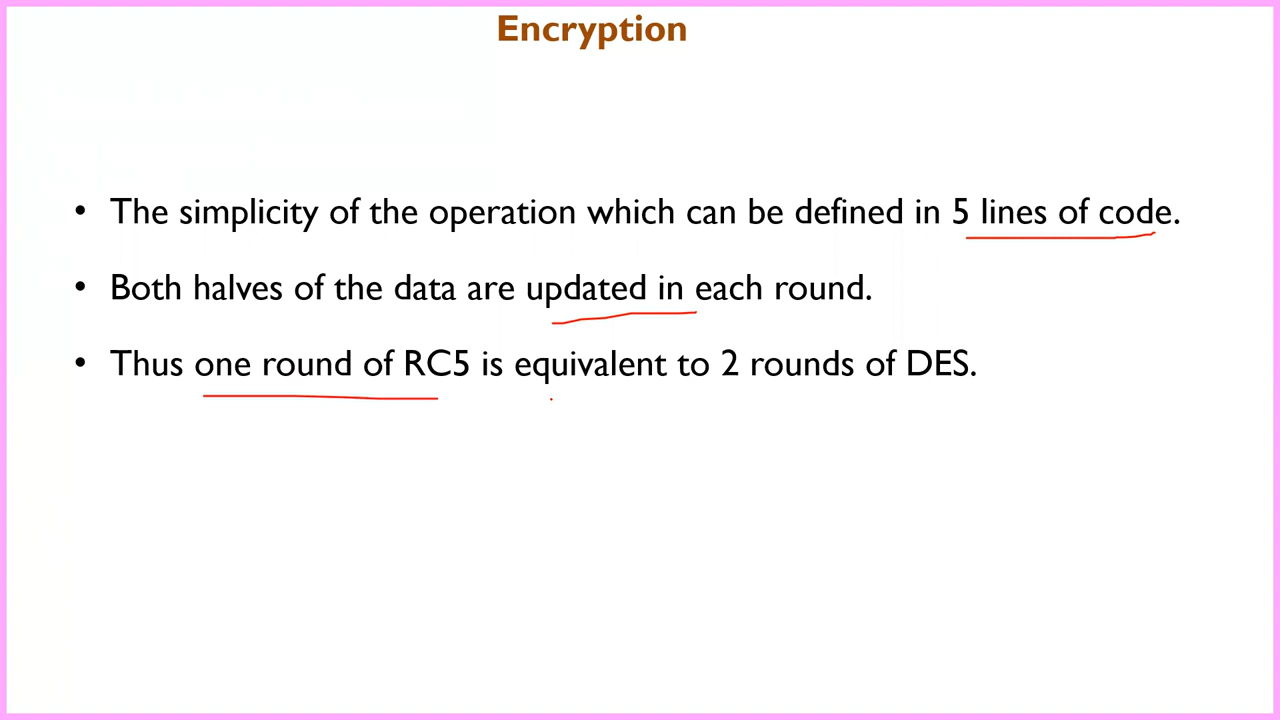 Encryption
• The simplicity of the operation which can be defined in 5 lines of code.
• Both halves of the data are updated in each round.
• Thus one round of RC5 is equivalent to 2 rounds of DES.